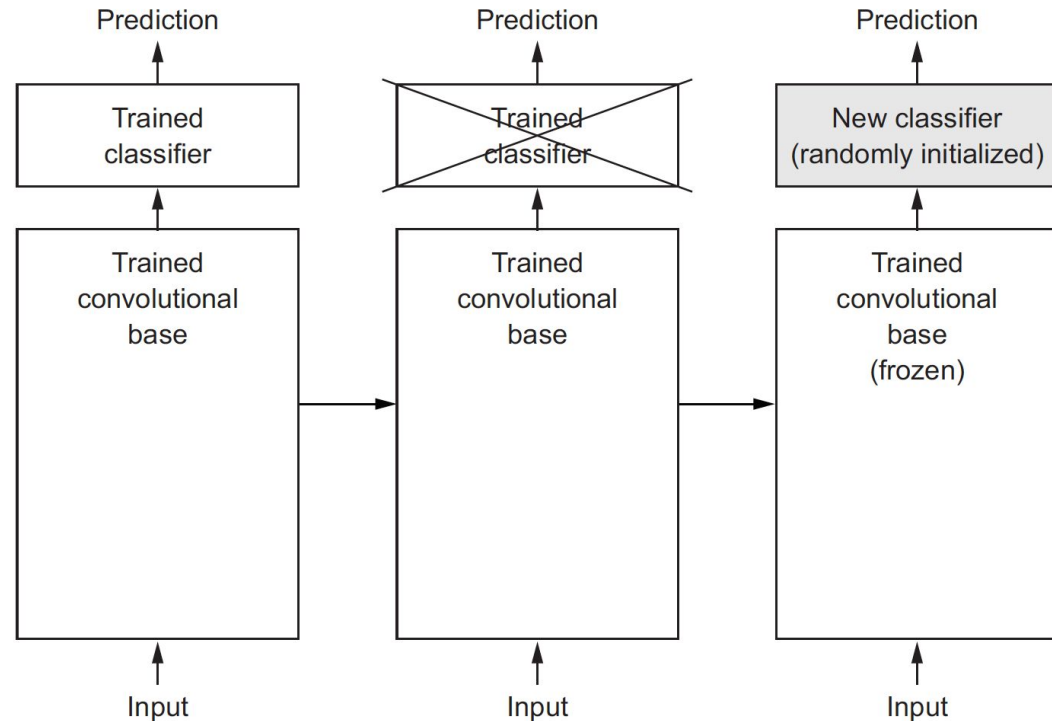 Prediction
Trained
classifier
Trained
convolutional
base
Input
Prediction
Trained
classifier
Trained
convolutional
base
Input
Prediction
New classifier
(randomly initialized)
Trained
convolutional
base
(frozen)
Input